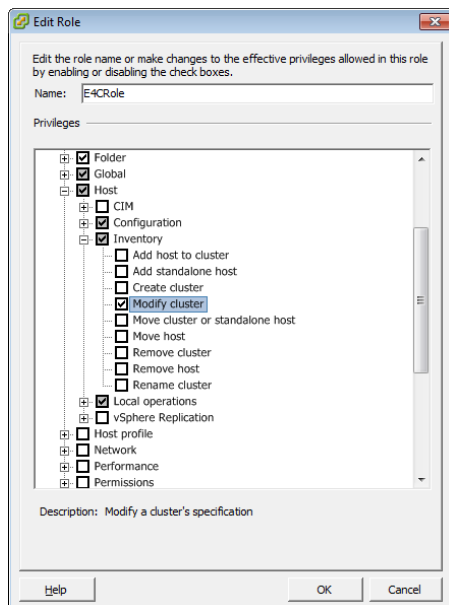 Edit Role
Edit the role name or make changes to the effective privileges allowed in this role
by enabling or disabling the check boxes.
Name: E4CRole
Privileges
Folder
Global
Host
CIM
Configuration
Inventory
Add host to cluster
Add standalone host
Create cluster
Modify cluster
Move cluster or standalone host
Move host
Remove cluster
Remove host
Rename cluster
Local operations
vSphere Replication
Host profile
Network
Performance
Permissions
Description: Modify a cluster's specification
Help OK Cancel